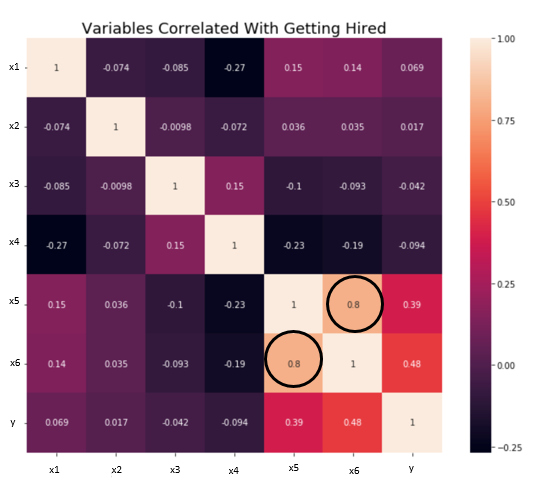 Variables Correlated With Getting Hired
x1 1 -0.074 -0.085 -0.27 0.15 0.14 0.069
x2 -0.074 1 -0.0098 -0.072 0.036 0.035 0.017
x3 -0.085 -0.0098 1 0.15 -0.1 -0.093 -0.042
x4 -0.27 -0.072 0.15 1 -0.23 -0.19 -0.094
x5 0.15 0.036 -0.1 -0.23 1 0.8 0.39
x6 0.14 0.035 -0.093 -0.19 0.8 1 0.48
y 0.069 0.017 -0.042 -0.094 0.39 0.48 1
x1 x2 x3 x4 x5 x6 y
1.00
0.75
0.50
0.25
0.00
-0.25